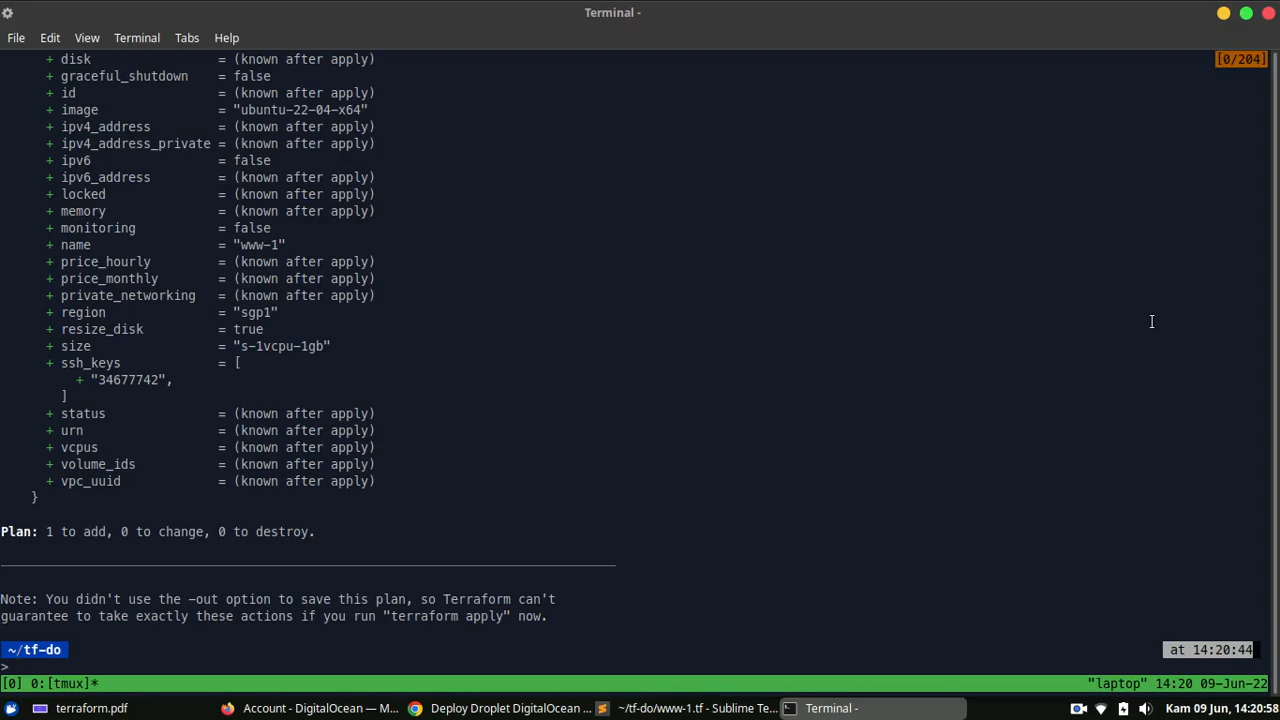 Terminal -
File Edit View Terminal Tabs Help
+ disk = (known after apply) [0/204]
+ graceful_shutdown = false
+ id = (known after apply)
+ image = "ubuntu-22-04-x64"
+ ipv4_address = (known after apply)
+ ipv4_address_private = (known after apply)
+ ipv6 = false
+ ipv6_address = (known after apply)
+ locked = (known after apply)
+ memory = (known after apply)
+ monitoring = false
+ name = "www-1"
+ price_hourly = (known after apply)
+ price_monthly = (known after apply)
+ private_networking = (known after apply)
+ region = "sgp1"
+ resize_disk = true
+ size = "s-1vcpu-1gb"
+ ssh_keys = [
+ "34677742",
]
+ status = (known after apply)
+ urn = (known after apply)
+ vcpus = (known after apply)
+ volume_ids = (known after apply)
+ vpc_uuid = (known after apply)
}
Plan: 1 to add, 0 to change, 0 to destroy.
Note: You didn't use the -out option to save this plan, so Terraform can't
guarantee to take exactly these actions if you run "terraform apply" now.
~/tf-do at 14:20:44
>
[0] 0:[tmux]* "laptop" 14:20 09-Jun-22
terraform.pdf Account - DigitalOcean — M... Deploy Droplet DigitalOcean ... ~/tf-do/www-1.tf - Sublime Te... Terminal - Kam 09 Jun, 14:20:58